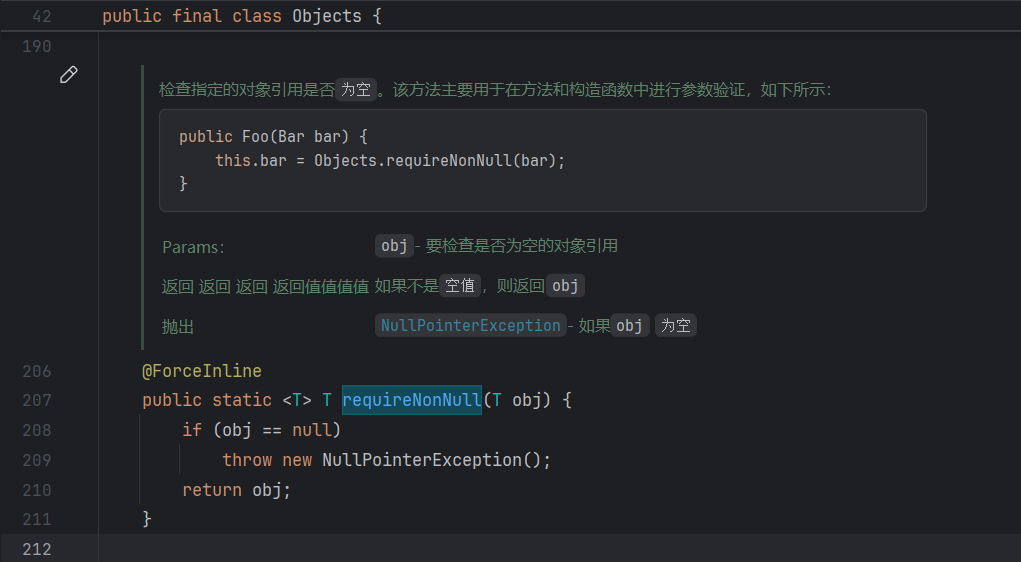 42 public final class Objects {
190
检查指定的对象引用是否 为空 。该方法主要用于在方法和构造函数中进行参数验证，如下所示：
public Foo(Bar bar) {
this.bar = Objects.requireNonNull(bar);
}
Params： obj - 要检查是否为空的对象引用
返回 返回 返回 返回值值值值 如果不是 空值 ，则返回 obj
抛出 NullPointerException - 如果 obj 为空
206 @ForceInline
207 public static <T> T requireNonNull(T obj) {
208 if (obj == null)
209 throw new NullPointerException();
210 return obj;
211 }
212